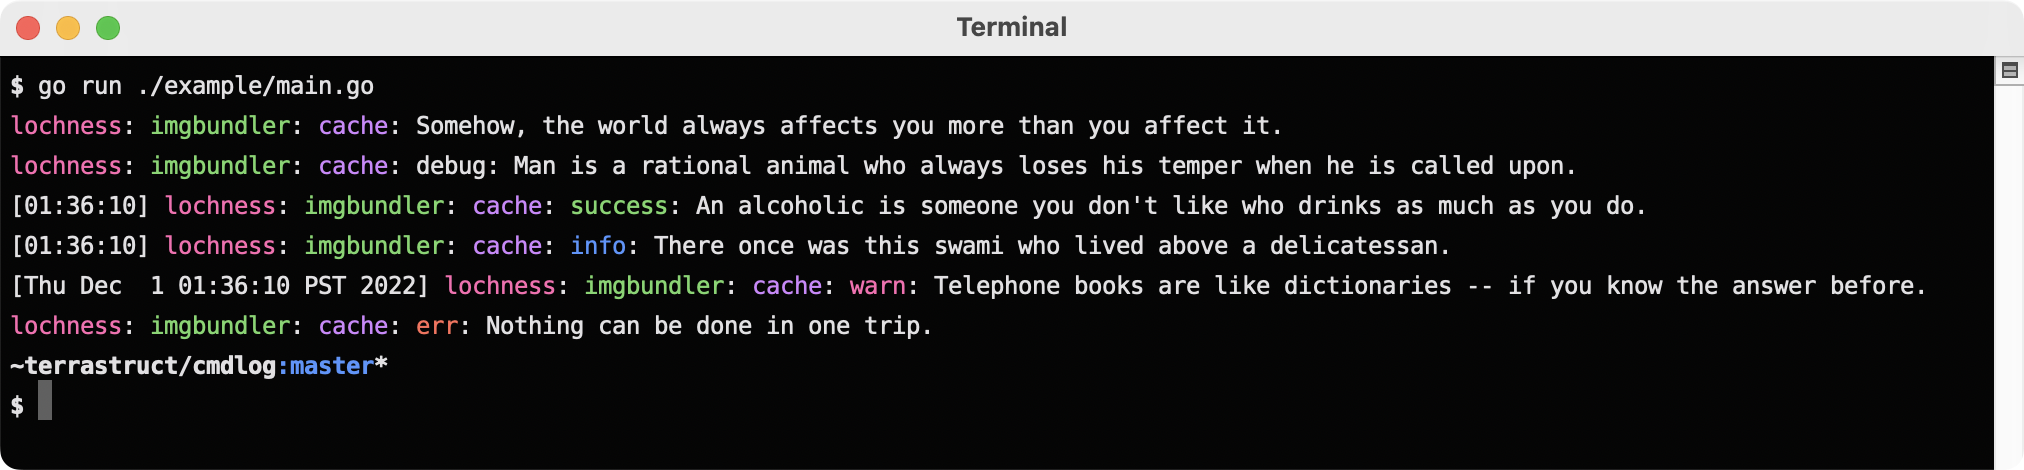 Terminal
$ go run ./example/main.go
lochness: imgbundler: cache: Somehow, the world always affects you more than you affect it.
lochness: imgbundler: cache: debug: Man is a rational animal who always loses his temper when he is called upon.
[01:36:10] lochness: imgbundler: cache: success: An alcoholic is someone you don't like who drinks as much as you do.
[01:36:10] lochness: imgbundler: cache: info: There once was this swami who lived above a delicatessan.
[Thu Dec  1 01:36:10 PST 2022] lochness: imgbundler: cache: warn: Telephone books are like dictionaries -- if you know the answer before.
lochness: imgbundler: cache: err: Nothing can be done in one trip.
~terrastruct/cmdlog:master*
$